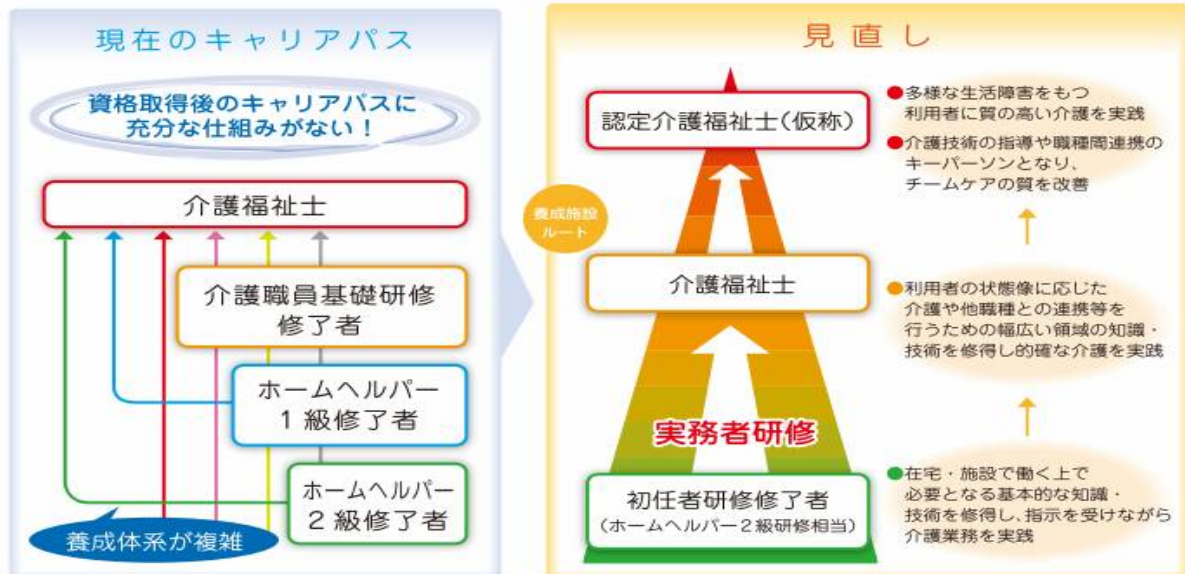 現在のキャリアパス
資格取得後のキャリアパスに
充分な仕組みがない！
介護福祉士
介護職員基礎研修
修了者
ホームヘルパー
1級修了者
ホームヘルパー
2級修了者
養成体系が複雑
見直し
養成施設
ルート
認定介護福祉士(仮称)
●多様な生活障害をもつ
利用者に質の高い介護を実践
●介護技術の指導や職種間連携の
キーパーソンとなり、
チームケアの質を改善
介護福祉士
●利用者の状態像に応じた
介護や他職種との連携等を
行うための幅広い領域の知識・
技術を修得し的確な介護を実践
実務者研修
初任者研修修了者
(ホームヘルパー2級研修相当)
●在宅・施設で働く上で
必要となる基本的な知識・
技術を修得し、指示を受けながら
介護業務を実践